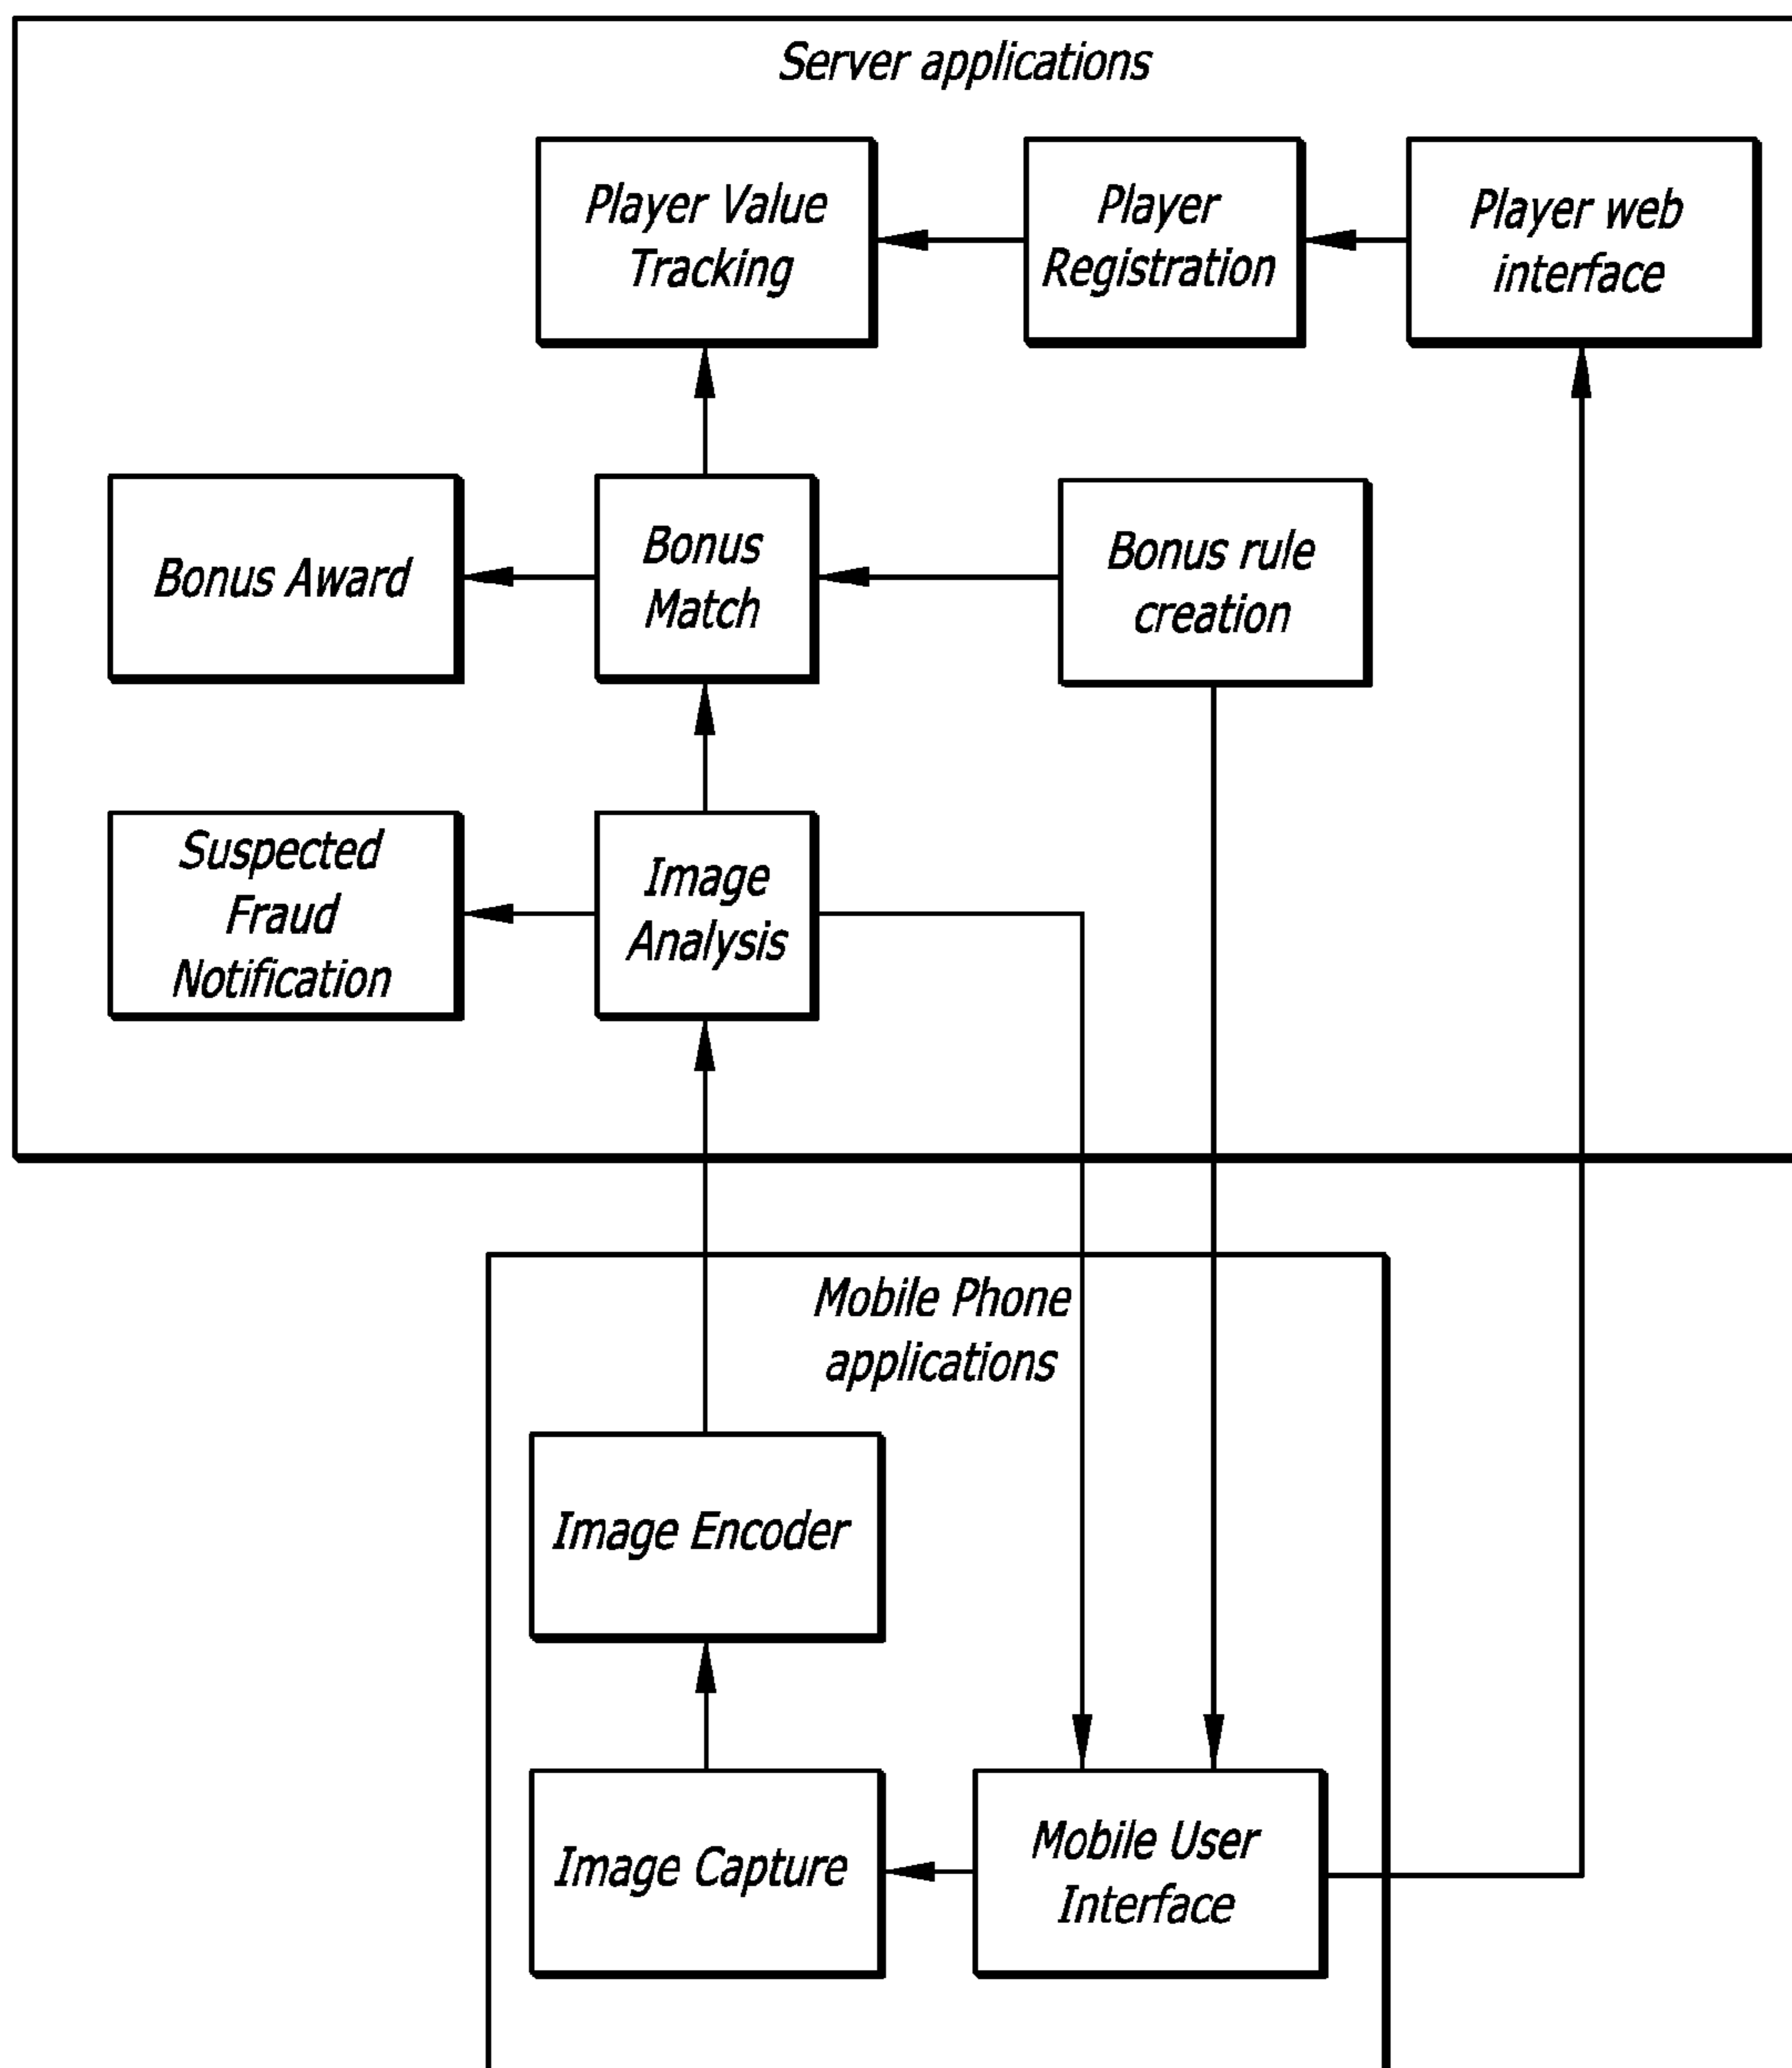 Server applications
Player Value
Tracking
Player
Registration
Player web
interface
Bonus Award
Bonus
Match
Bonus rule
creation
Suspected
Fraud
Notification
Image
Analysis
Mobile Phone
applications
Image Encoder
Image Capture
Mobile User
Interface